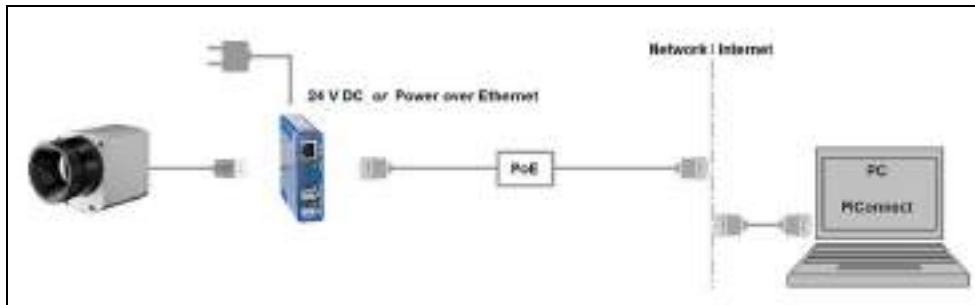 Network / Internet
24 V DC or Power over Ethernet
PoE
PC
PIConnect